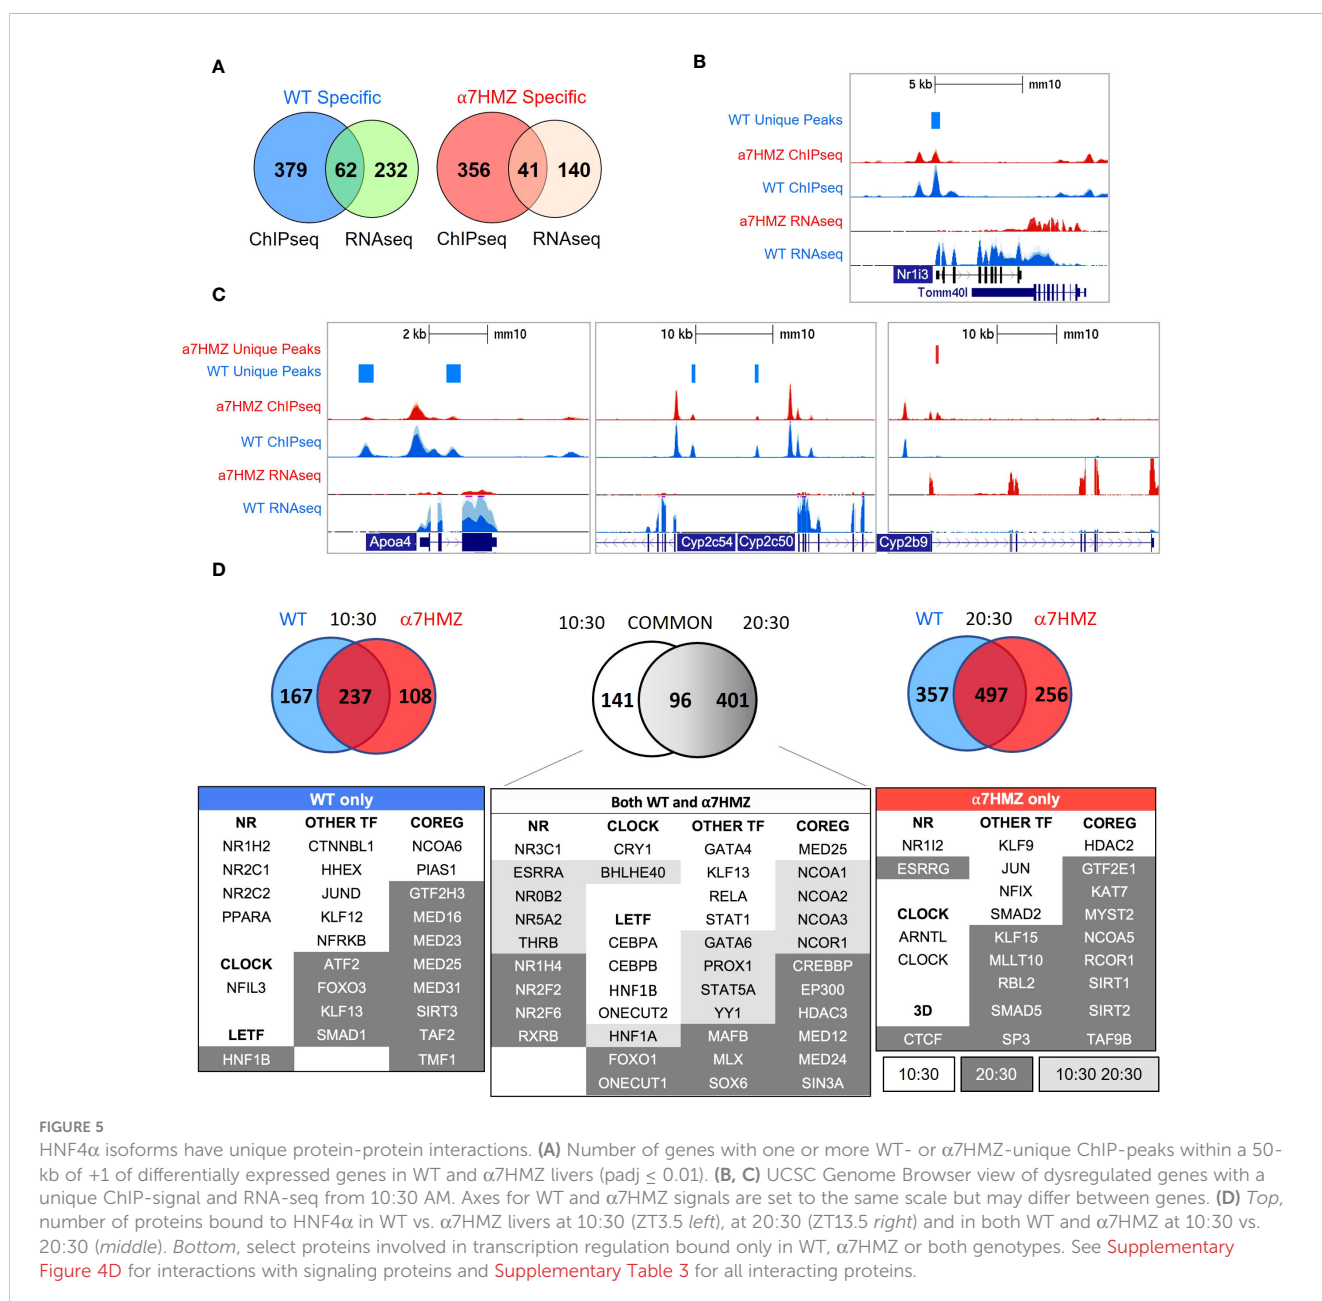 A
WT Specific
α7HMZ Specific
379
62
232
356
41
140
ChIPseq
RNAseq
ChIPseq
RNAseq
B
5 kb
mm10
WT Unique Peaks
a7HMZ ChIPseq
WT ChIPseq
a7HMZ RNAseq
WT RNAseq
Nr1i3
Tomm40l
C
2 kb
mm10
10 kb
mm10
10 kb
mm10
a7HMZ Unique Peaks
WT Unique Peaks
a7HMZ ChIPseq
WT ChIPseq
a7HMZ RNAseq
WT RNAseq
Apoa4
Cyp2c54
Cyp2c50
Cyp2b9
D
WT 10:30 α7HMZ
167
237
108
10:30 COMMON 20:30
141
96
401
WT 20:30 α7HMZ
357
497
256
WT only
NR OTHER TF COREG
NR1H2 CTNNBL1 NCOA6
NR2C1 HHEX PIAS1
NR2C2 JUND GTF2H3
PPARA KLF12 MED16
NFRKB MED23
CLOCK ATF2 MED25
NFIL3 FOXO3 MED31
KLF13 SIRT3
LETF SMAD1 TAF2
HNF1B TMF1
Both WT and α7HMZ
NR CLOCK OTHER TF COREG
NR3C1 CRY1 GATA4 MED25
ESRRA BHLHE40 KLF13 NCOA1
NR0B2 RELA NCOA2
NR5A2 LETF STAT1 NCOA3
THRB CEBPA GATA6 NCOR1
NR1H4 CEBPB PROX1 CREBBP
NR2F2 HNF1B STAT5A EP300
NR2F6 ONECUT2 YY1 HDAC3
RXRB HNF1A MAFB MED12
FOXO1 MLX MED24
ONECUT1 SOX6 SIN3A
α7HMZ only
NR OTHER TF COREG
NR1I2 KLF9 HDAC2
ESRRG JUN GTF2E1
NFIX KAT7
CLOCK SMAD2 MYST2
ARNTL KLF15 NCOA5
CLOCK MLLT10 RCOR1
RBL2 SIRT1
3D SMAD5 SIRT2
CTCF SP3 TAF9B
10:30
20:30
10:30 20:30
FIGURE 5
HNF4α isoforms have unique protein-protein interactions. (A) Number of genes with one or more WT- or α7HMZ-unique ChIP-peaks within a 50-
kb of +1 of differentially expressed genes in WT and α7HMZ livers (padj ≤ 0.01). (B, C) UCSC Genome Browser view of dysregulated genes with a
unique ChIP-signal and RNA-seq from 10:30 AM. Axes for WT and α7HMZ signals are set to the same scale but may differ between genes. (D) Top,
number of proteins bound to HNF4α in WT vs. α7HMZ livers at 10:30 (ZT3.5 left), at 20:30 (ZT13.5 right) and in both WT and α7HMZ at 10:30 vs.
20:30 (middle). Bottom, select proteins involved in transcription regulation bound only in WT, α7HMZ or both genotypes. See Supplementary
Figure 4D for interactions with signaling proteins and Supplementary Table 3 for all interacting proteins.